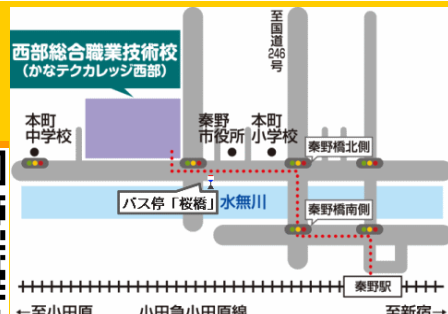 西部総合職業技術校
(かなテクカレッジ西部)
至国道
246
号
本町
中学校
秦野
市役所
本町
小学校
秦野橋北側
バス停「桜橋」
水無川
秦野橋南側
秦野駅
←至小田原
小田急小田原線
至新宿→